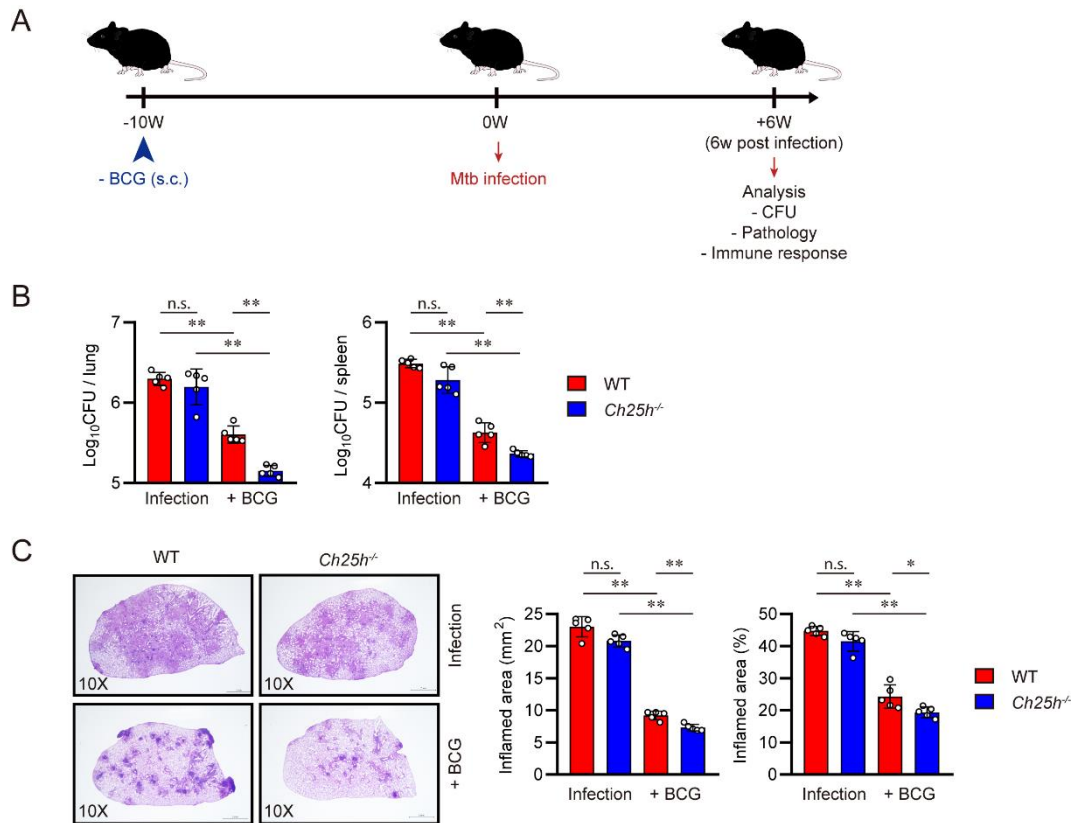 A
-10W
0W
+6W
(6w post infection)
- BCG (s.c.)
Mtb infection
Analysis
- CFU
- Pathology
- Immune response
B
n.s.
**
**
**
7
6
5
Log₁₀CFU / lung
Infection
+ BCG
n.s.
**
**
**
6
5
4
Log₁₀CFU / spleen
Infection
+ BCG
WT
Ch25h⁻/⁻
C
WT
Ch25h⁻/⁻
10X
10X
Infection
10X
10X
+ BCG
n.s.
**
**
**
25
20
15
10
5
0
Inflamed area (mm²)
Infection
+ BCG
n.s.
*
**
**
50
40
30
20
10
0
Inflamed area (%)
Infection
+ BCG
WT
Ch25h⁻/⁻